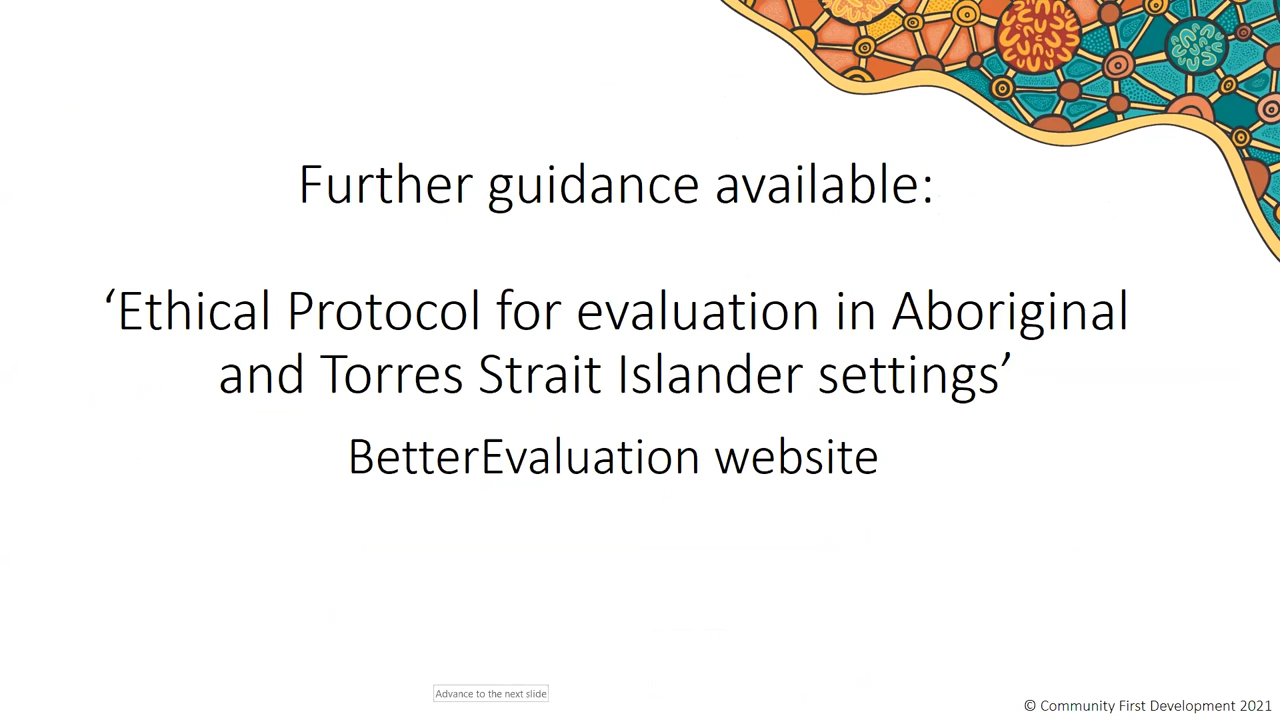 Further guidance available:
‘Ethical Protocol for evaluation in Aboriginal
and Torres Strait Islander settings’
BetterEvaluation website
Advance to the next slide
© Community First Development 2021